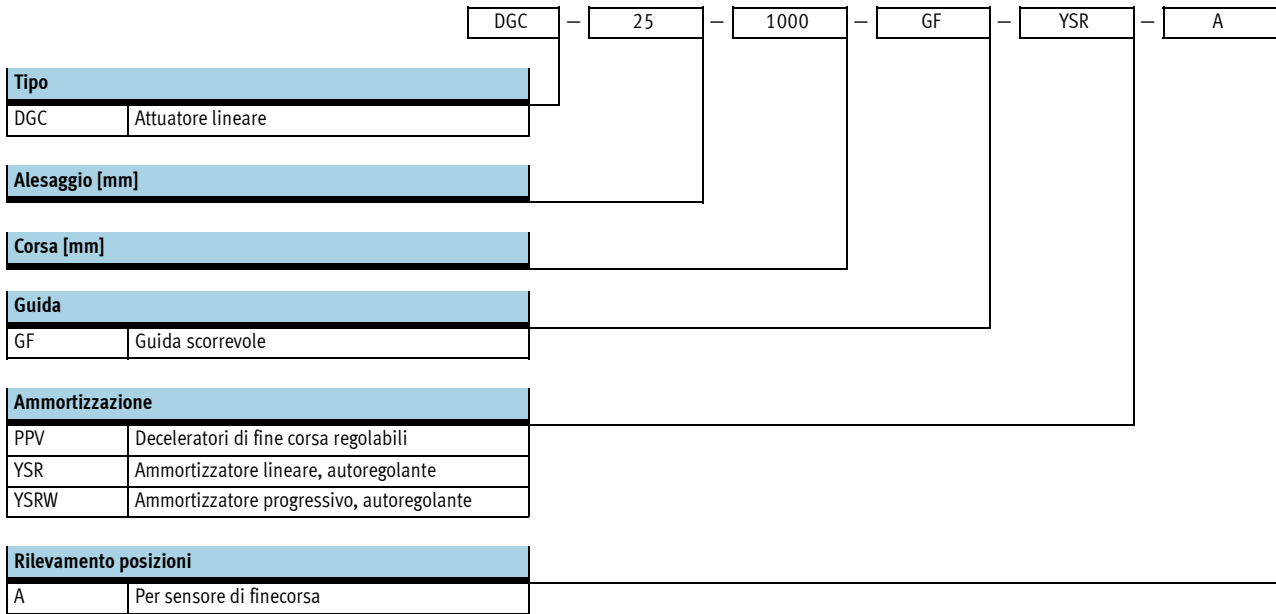 DGC – 25 – 1000 – GF – YSR – A
Tipo
DGC Attuatore lineare
Alesaggio [mm]
Corsa [mm]
Guida
GF Guida scorrevole
Ammortizzazione
PPV Deceleratori di fine corsa regolabili
YSR Ammortizzatore lineare, autoregolante
YSRW Ammortizzatore progressivo, autoregolante
Rilevamento posizioni
A Per sensore di finecorsa